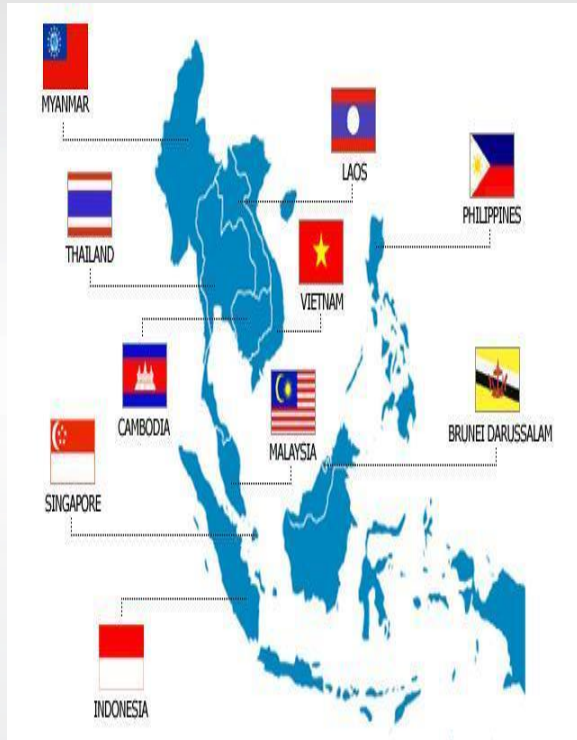 MYANMAR
LAOS
PHILIPPINES
THAILAND
VIETNAM
CAMBODIA
MALAYSIA
BRUNEI DARUSSALAM
SINGAPORE
INDONESIA